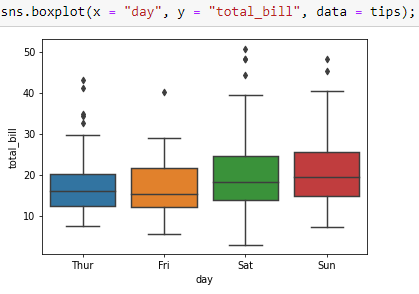 sns.boxplot(x = "day", y = "total_bill", data = tips);
50
40
30
20
10
total_bill
Thur Fri Sat Sun
day